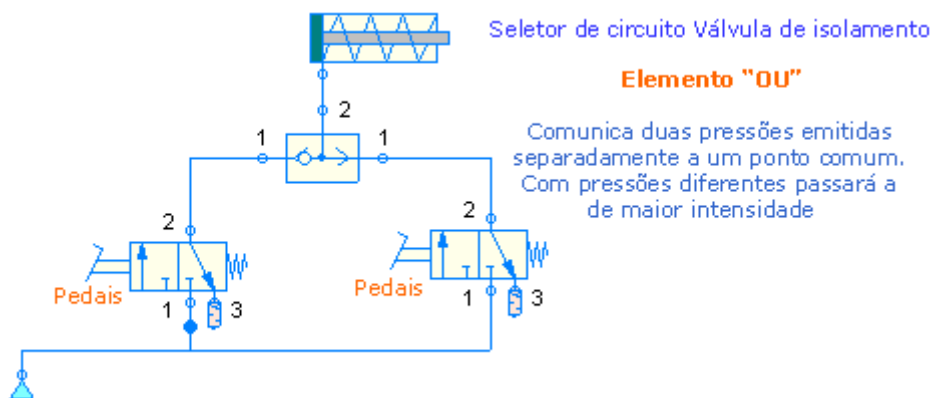 Seletor de circuito Válvula de isolamento
Elemento "OU"
Comunica duas pressões emitidas
separadamente a um ponto comum.
Com pressões diferentes passará a
de maior intensidade
2
1
1
2
2
Pedais
1
3
Pedais
1
3